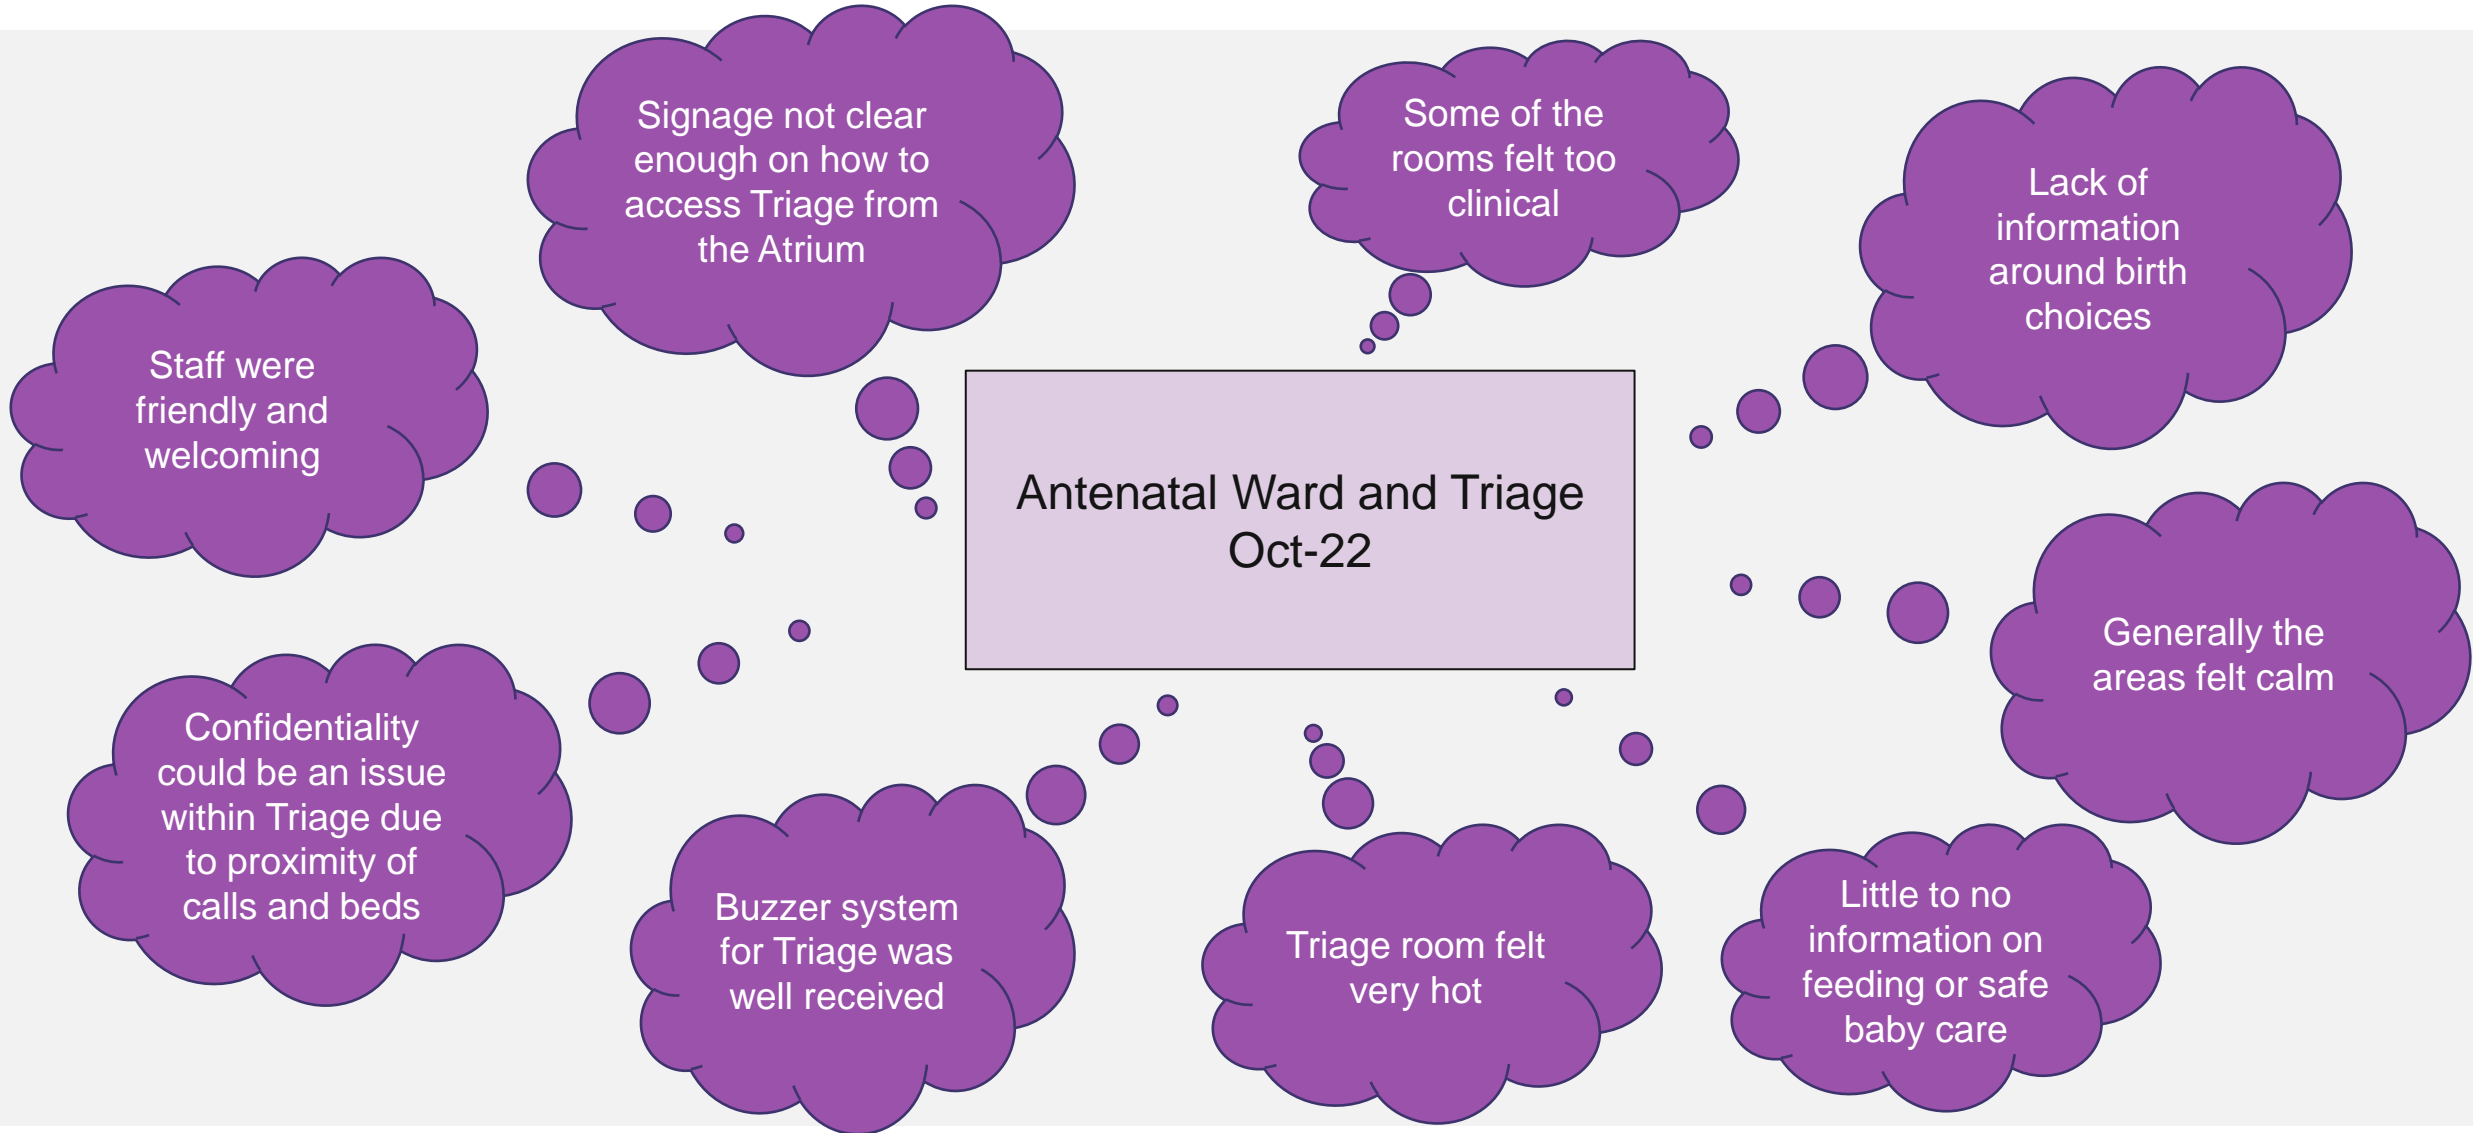 Signage not clear
enough on how to
access Triage from
the Atrium
Some of the
rooms felt too
clinical
Lack of
information
around birth
choices
Staff were
friendly and
welcoming
Antenatal Ward and Triage
Oct-22
Generally the
areas felt calm
Confidentiality
could be an issue
within Triage due
to proximity of
calls and beds
Buzzer system
for Triage was
well received
Triage room felt
very hot
Little to no
information on
feeding or safe
baby care